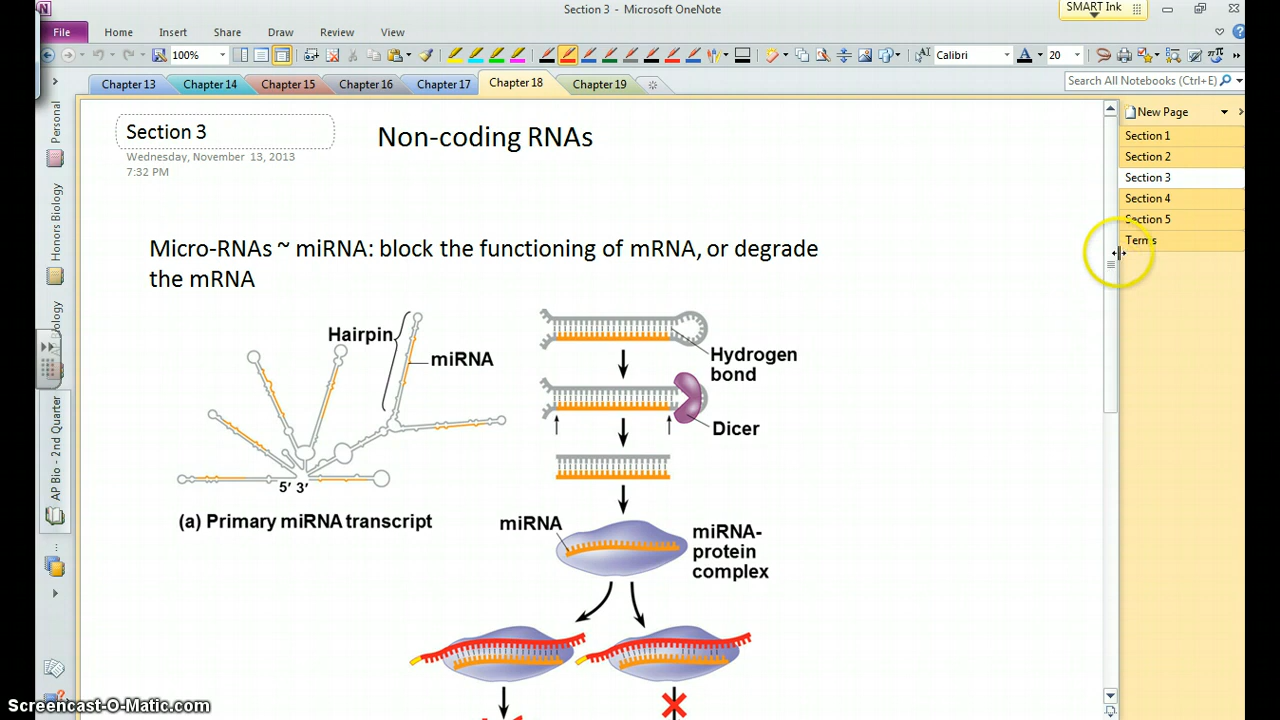 Section 3 - Microsoft OneNote
SMART Ink
File Home Insert Share Draw Review View
100%
Calibri
20
Chapter 13 Chapter 14 Chapter 15 Chapter 16 Chapter 17 Chapter 18 Chapter 19
Search All Notebooks (Ctrl+E)
New Page
Section 1
Section 2
Section 3
Section 4
Section 5
Terms
Personal
Honors Biology
AP Bio - 2nd Quarter
Section 3
Wednesday, November 13, 2013
7:32 PM
Non-coding RNAs
Micro-RNAs ~ miRNA: block the functioning of mRNA, or degrade
the mRNA
Hairpin
miRNA
5′ 3′
(a) Primary miRNA transcript
Hydrogen
bond
Dicer
miRNA
miRNA-
protein
complex
Screencast-O-Matic.com